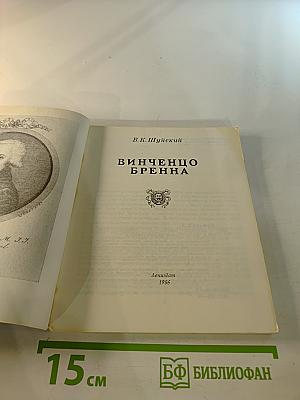 В.К.Шуйский
ВИНЧЕНЦО
БРЕННА
Лениздат
1986
15 см
БФ БИБЛИОФАН